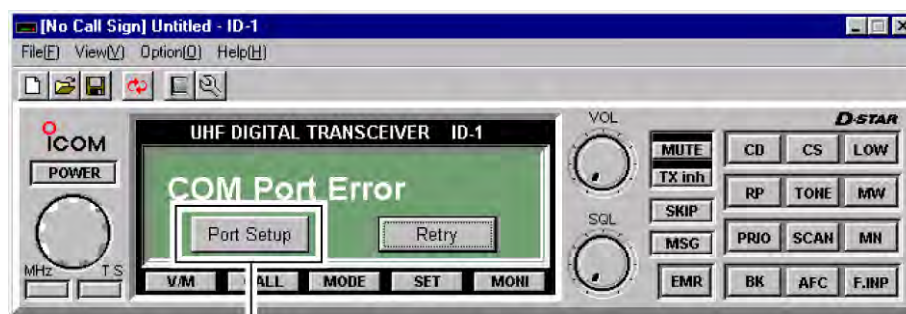 [No Call Sign] Untitled - ID-1
File(F) View(V) Option(O) Help(H)
ICOM
UHF DIGITAL TRANSCEIVER ID-1
VOL
D-STAR
POWER
COM Port Error
MUTE
CD CS LOW
TX inh
RP TONE MW
Port Setup Retry
SQL
SKIP
MSG
PRIO SCAN MN
MHz T S
V/M CALL MODE SET MONI
EMR
BK AFC F.INP